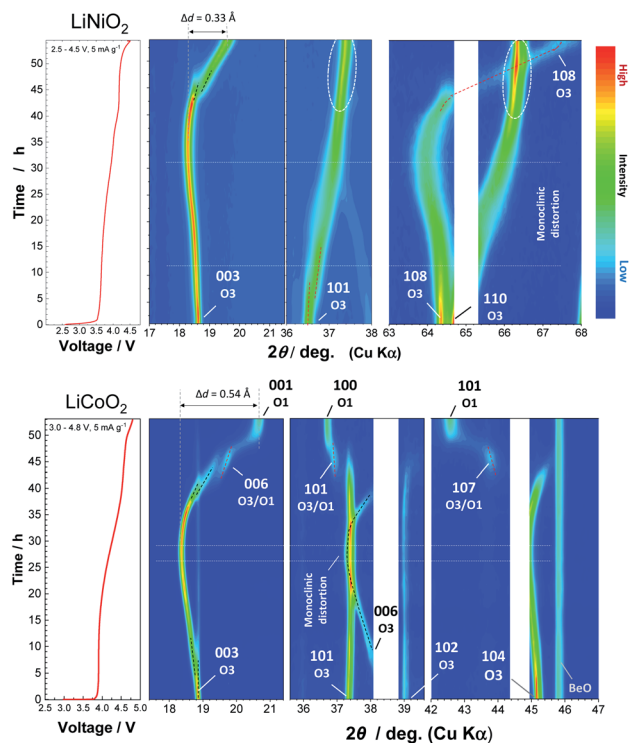 LiNiO₂
2.5 - 4.5 V, 5 mA g⁻¹
Time / h
50
45
40
35
30
25
20
15
10
5
0
2.5 3.0 3.5 4.0 4.5
Voltage / V
Δd = 0.33 Å
003
O3
101
O3
108
O3
110
O3
108
O3
Monoclinic
distortion
17 18 19 20 21 36 37 38 63 64 65 66 67 68
2θ / deg. (Cu Kα)
High
Intensity
Low
LiCoO₂
3.0 - 4.8 V, 5 mA g⁻¹
Time / h
50
45
40
35
30
25
20
15
10
5
0
2.5 3.0 3.5 4.0 4.5 5.0
Voltage / V
Δd = 0.54 Å
001
O1
100
O1
101
O1
006
O3/O1
101
O3/O1
107
O3/O1
Monoclinic
distortion
006
O3
003
O3
101
O3
102
O3
104
O3
BeO
18 19 20 21 36 37 38 39 42 43 44 45 46 47
2θ / deg. (Cu Kα)